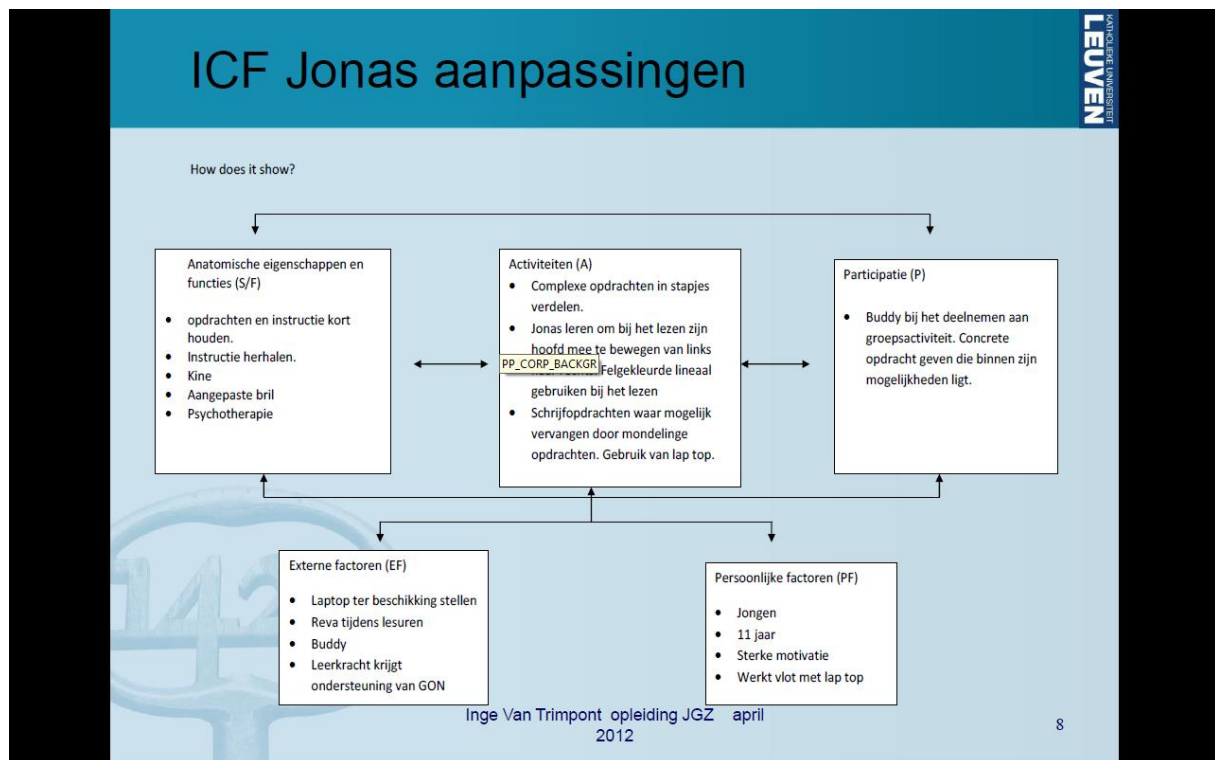 ICF Jonas aanpassingen
KATHOLIEKE UNIVERSITEIT
LEUVEN
How does it show?
Anatomische eigenschappen en
functies (S/F)
• opdrachten en instructie kort
houden.
• Instructie herhalen.
• Kine
• Aangepaste bril
• Psychotherapie
Activiteiten (A)
• Complexe opdrachten in stapjes
verdelen.
• Jonas leren om bij het lezen zijn
hoofd mee te bewegen van links
PP_CORP_BACKGR
Felgekleurde lineaal
gebruiken bij het lezen
• Schrijfopdrachten waar mogelijk
vervangen door mondelinge
opdrachten. Gebruik van lap top.
Participatie (P)
• Buddy bij het deelnemen aan
groepsactiviteit. Concrete
opdracht geven die binnen zijn
mogelijkheden ligt.
Externe factoren (EF)
• Laptop ter beschikking stellen
• Reva tijdens lesuren
• Buddy
• Leerkracht krijgt
ondersteuning van GON
Persoonlijke factoren (PF)
• Jongen
• 11 jaar
• Sterke motivatie
• Werkt vlot met lap top
142
Inge Van Trimpont opleiding JGZ april
2012
8